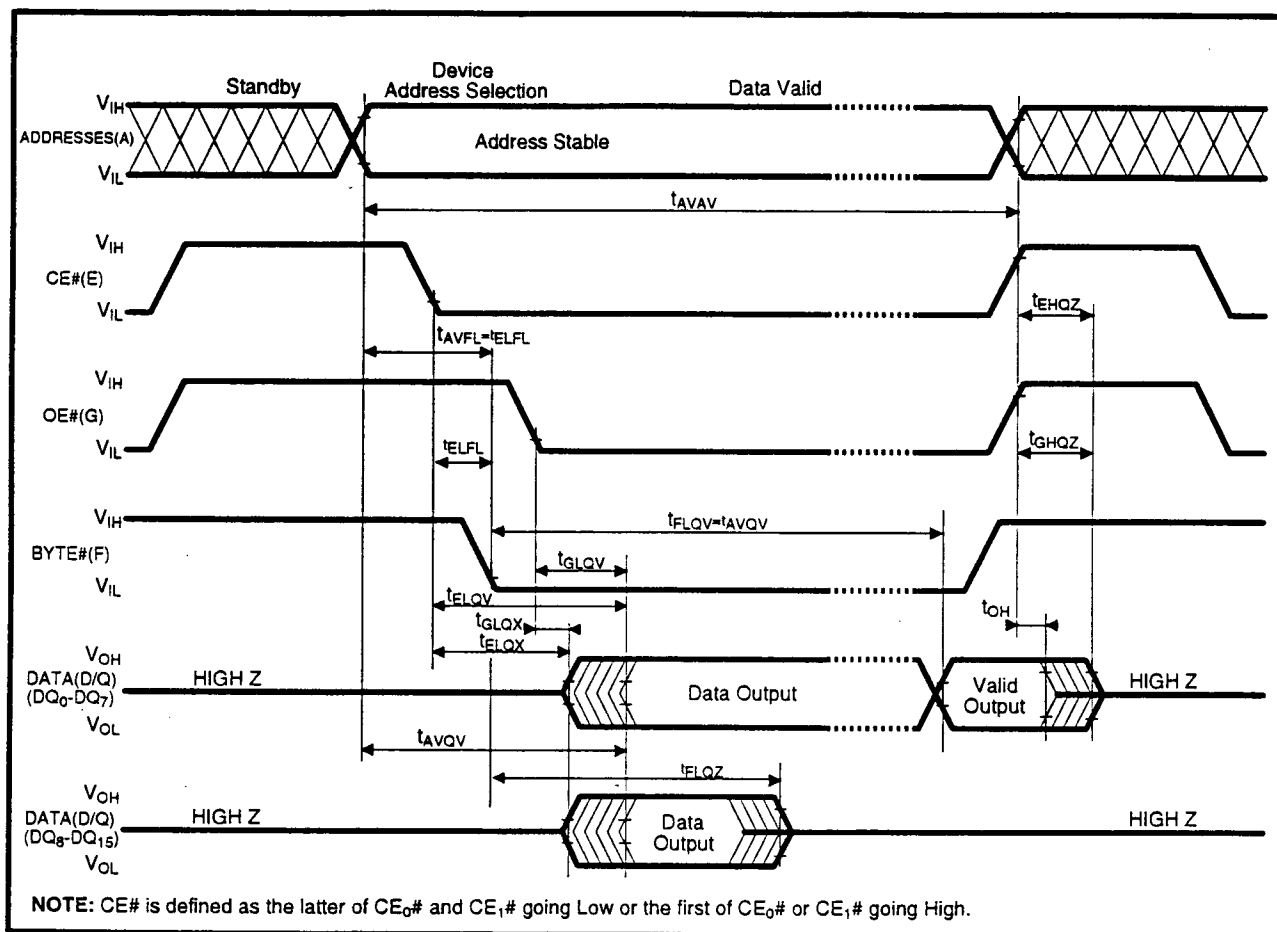 Standby
Device
Address Selection
Data Valid
VIH
ADDRESSES(A)
VIL
Address Stable
tAVAV
VIH
CE#(E)
VIL
tEHQZ
tAVFL=tELFL
VIH
OE#(G)
VIL
tELFL
tGHQZ
VIH
BYTE#(F)
VIL
tFLQV=tAVQV
tGLQV
tELQV
tGLQX
tELQX
tOH
VOH
DATA(D/Q)
(DQ0-DQ7)
VOL
HIGH Z
Data Output
Valid
Output
HIGH Z
tAVQV
tFLQZ
VOH
DATA(D/Q)
(DQ8-DQ15)
VOL
HIGH Z
Data
Output
HIGH Z
NOTE: CE# is defined as the latter of CE0# and CE1# going Low or the first of CE0# or CE1# going High.